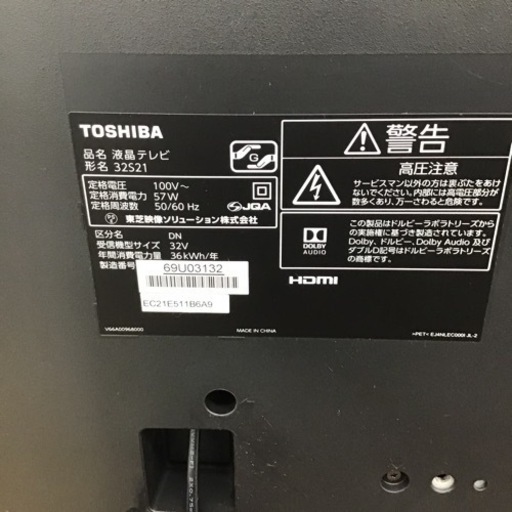 TOSHIBA
品名 液晶テレビ
形名 32S21
定格電圧 100V~
定格消費電力 57W
定格周波数 50/60 Hz
JQA
東芝映像ソリューション株式会社
区分名 DN
受信機型サイズ 32V
年間消費電力量 36kWh/年
製造番号
69U03132
EC21E511B6A9
V66A00968000
MADE IN CHINA
警告
高圧注意
サービスマン以外の方は裏ぶたをあけ
ないでください。内部には高電圧部分が
数多くあり、万一さわると危険です。
DOLBY
AUDIO
この製品はドルビーラボラトリーズから
の実施権に基づき製造されています。
Dolby、ドルビー、Dolby Audio 及び
ダブルD記号はドルビーラボラトリーズ
の商標です。
HDMI
>PET< EJ4NLEC000I JL-2